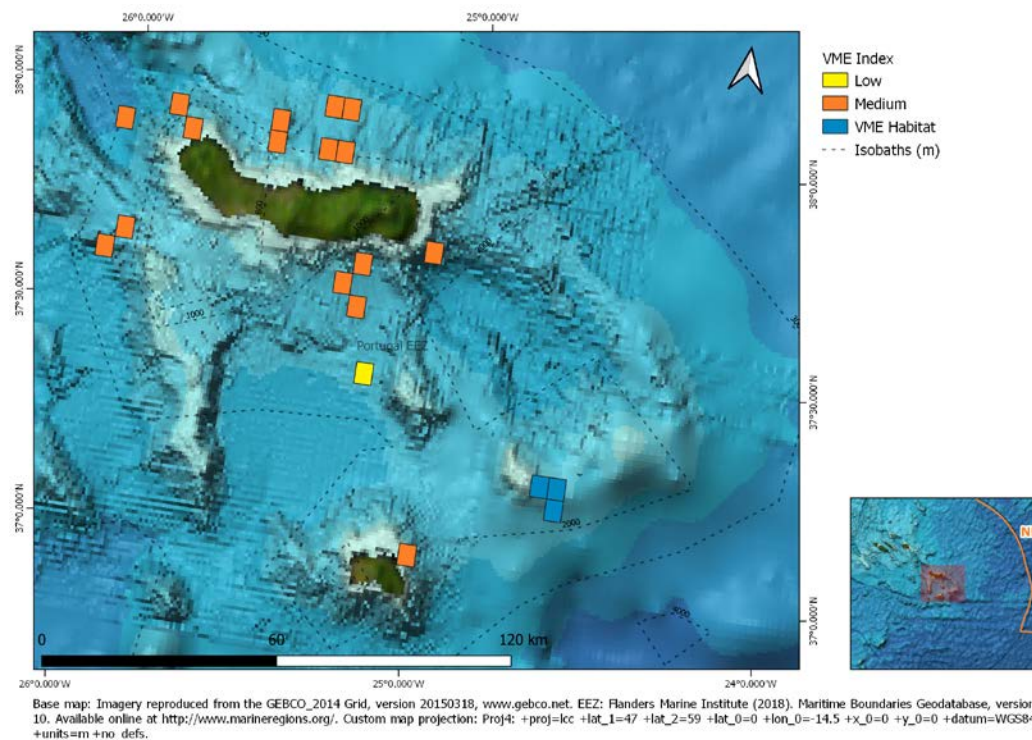 26°0.000'W 25°0.000'W
38°0.000'N
VME Index
Low
Medium
VME Habitat
Isobaths (m)
38°0.000'N
37°30.000'N
1000
Portugal EEZ
37°30.000'N
37°0.000'N
2000
4000
37°0.000'N
0 60 120 km
26°0.000'W 25°0.000'W 24°0.000'W
Base map: Imagery reproduced from the GEBCO_2014 Grid, version 20150318, www.gebco.net. EEZ: Flanders Marine Institute (2018). Maritime Boundaries Geodatabase, version
10. Available online at http://www.marineregions.org/. Custom map projection: Proj4: +proj=lcc +lat_1=47 +lat_2=59 +lat_0=0 +lon_0=-14.5 +x_0=0 +y_0=0 +datum=WGS84
+units=m +no_defs.